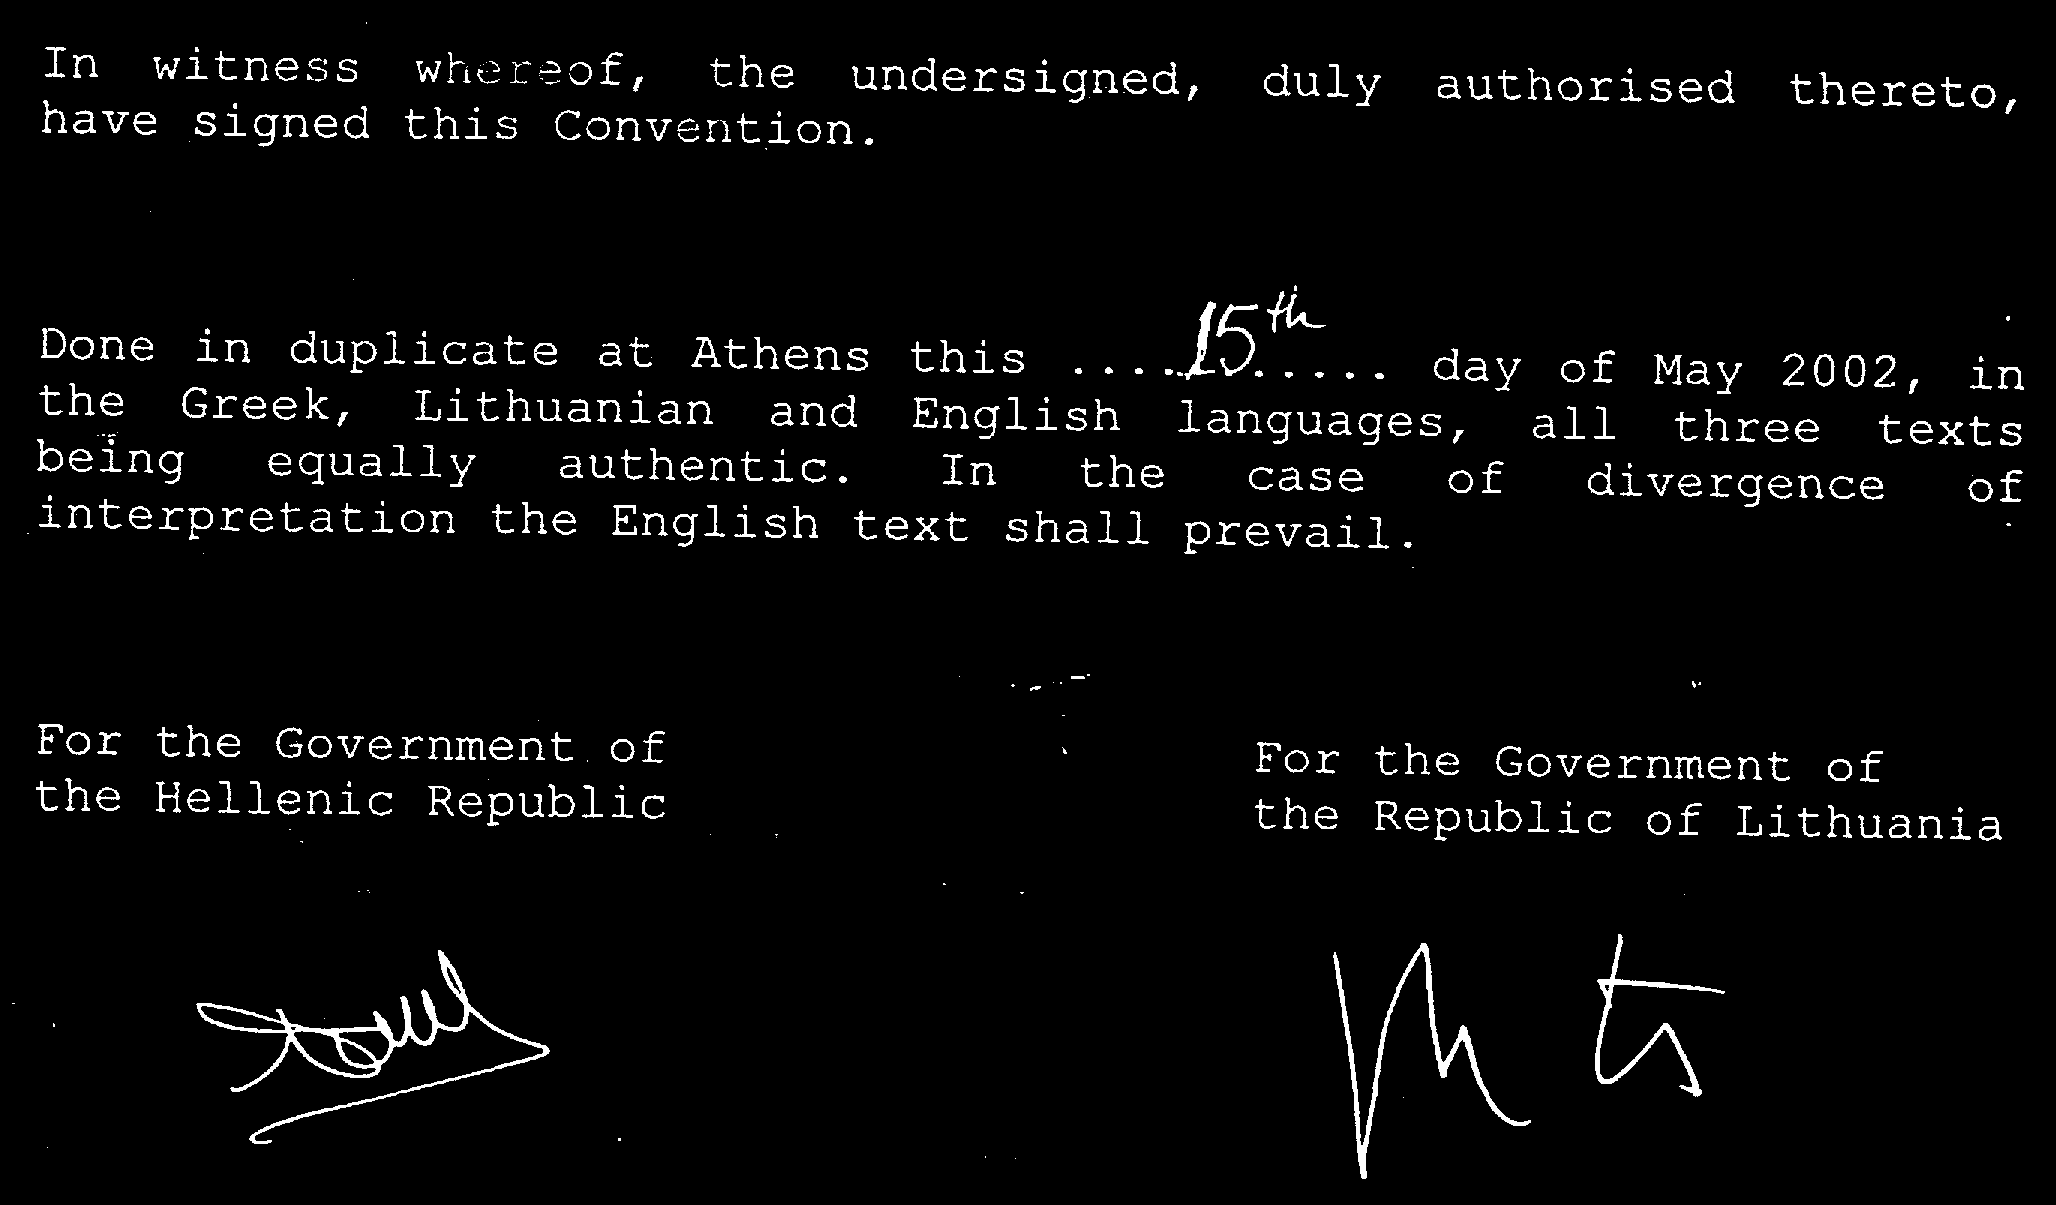 In witness whereof, the undersigned, duly authorised thereto,
have signed this Convention.
Done in duplicate at Athens this ....15th..... day of May 2002, in
the Greek, Lithuanian and English languages, all three texts
being equally authentic. In the case of divergence of
interpretation the English text shall prevail.
For the Government of
the Hellenic Republic
For the Government of
the Republic of Lithuania